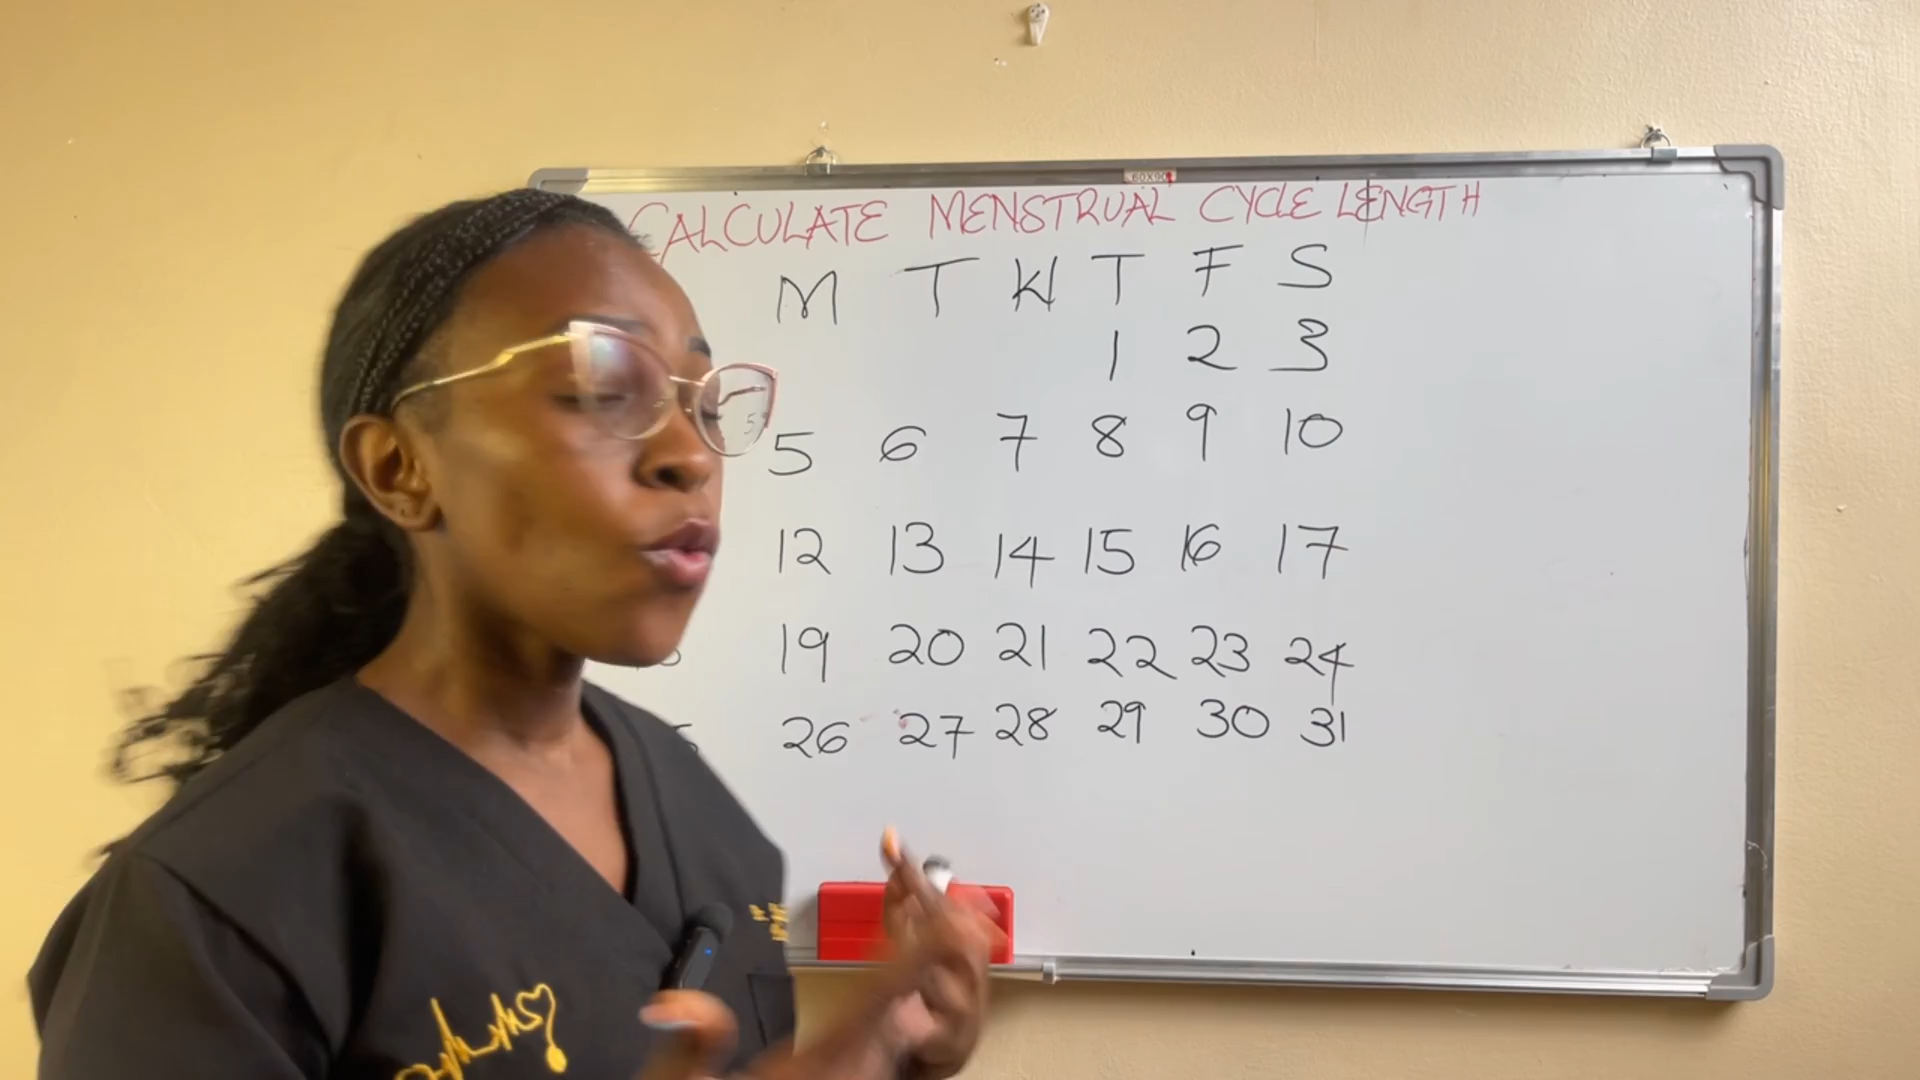 CALCULATE MENSTRUAL CYCLE LENGTH
M T W T F S
1 2 3
5 6 7 8 9 10
12 13 14 15 16 17
19 20 21 22 23 24
26 27 28 29 30 31
60X90